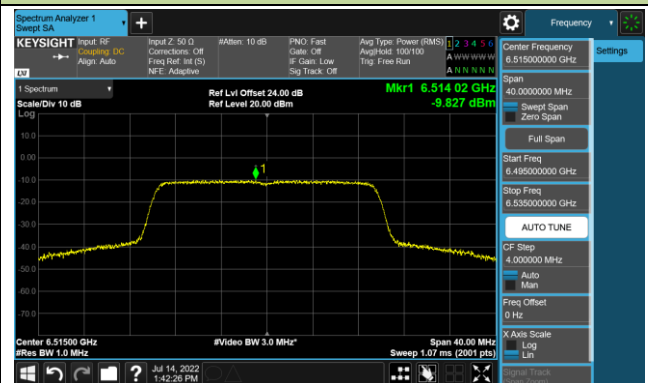 Spectrum Analyzer 1
Swept SA
+
Frequency
KEYSIGHT
Input: RF
Coupling: DC
Align: Auto
Input Z: 50 Ω
Corrections: Off
Freq Ref: Int (S)
NFE: Adaptive
#Atten: 10 dB
PNO: Fast
Gate: Off
IF Gain: Low
Sig Track: Off
Avg Type: Power (RMS)
Avg|Hold: 100/100
Trig: Free Run
1 2 3 4 5 6
A W W W W W
A N N N N N
LXI
1 Spectrum
Scale/Div 10 dB
Log
Ref Lvl Offset 24.00 dB
Ref Level 20.00 dBm
Mkr1 6.514 02 GHz
-9.827 dBm
1
10.0
0.00
-10.0
-20.0
-30.0
-40.0
-50.0
-60.0
-70.0
Center 6.51500 GHz
#Res BW 1.0 MHz
#Video BW 3.0 MHz*
Span 40.00 MHz
Sweep 1.07 ms (2001 pts)
Jul 14, 2022
1:42:26 PM
?
Center Frequency
6.515000000 GHz
Settings
Span
40.0000000 MHz
Swept Span
Zero Span
Full Span
Start Freq
6.495000000 GHz
Stop Freq
6.535000000 GHz
AUTO TUNE
CF Step
4.000000 MHz
Auto
Man
Freq Offset
0 Hz
X Axis Scale
Log
Lin
Signal Track